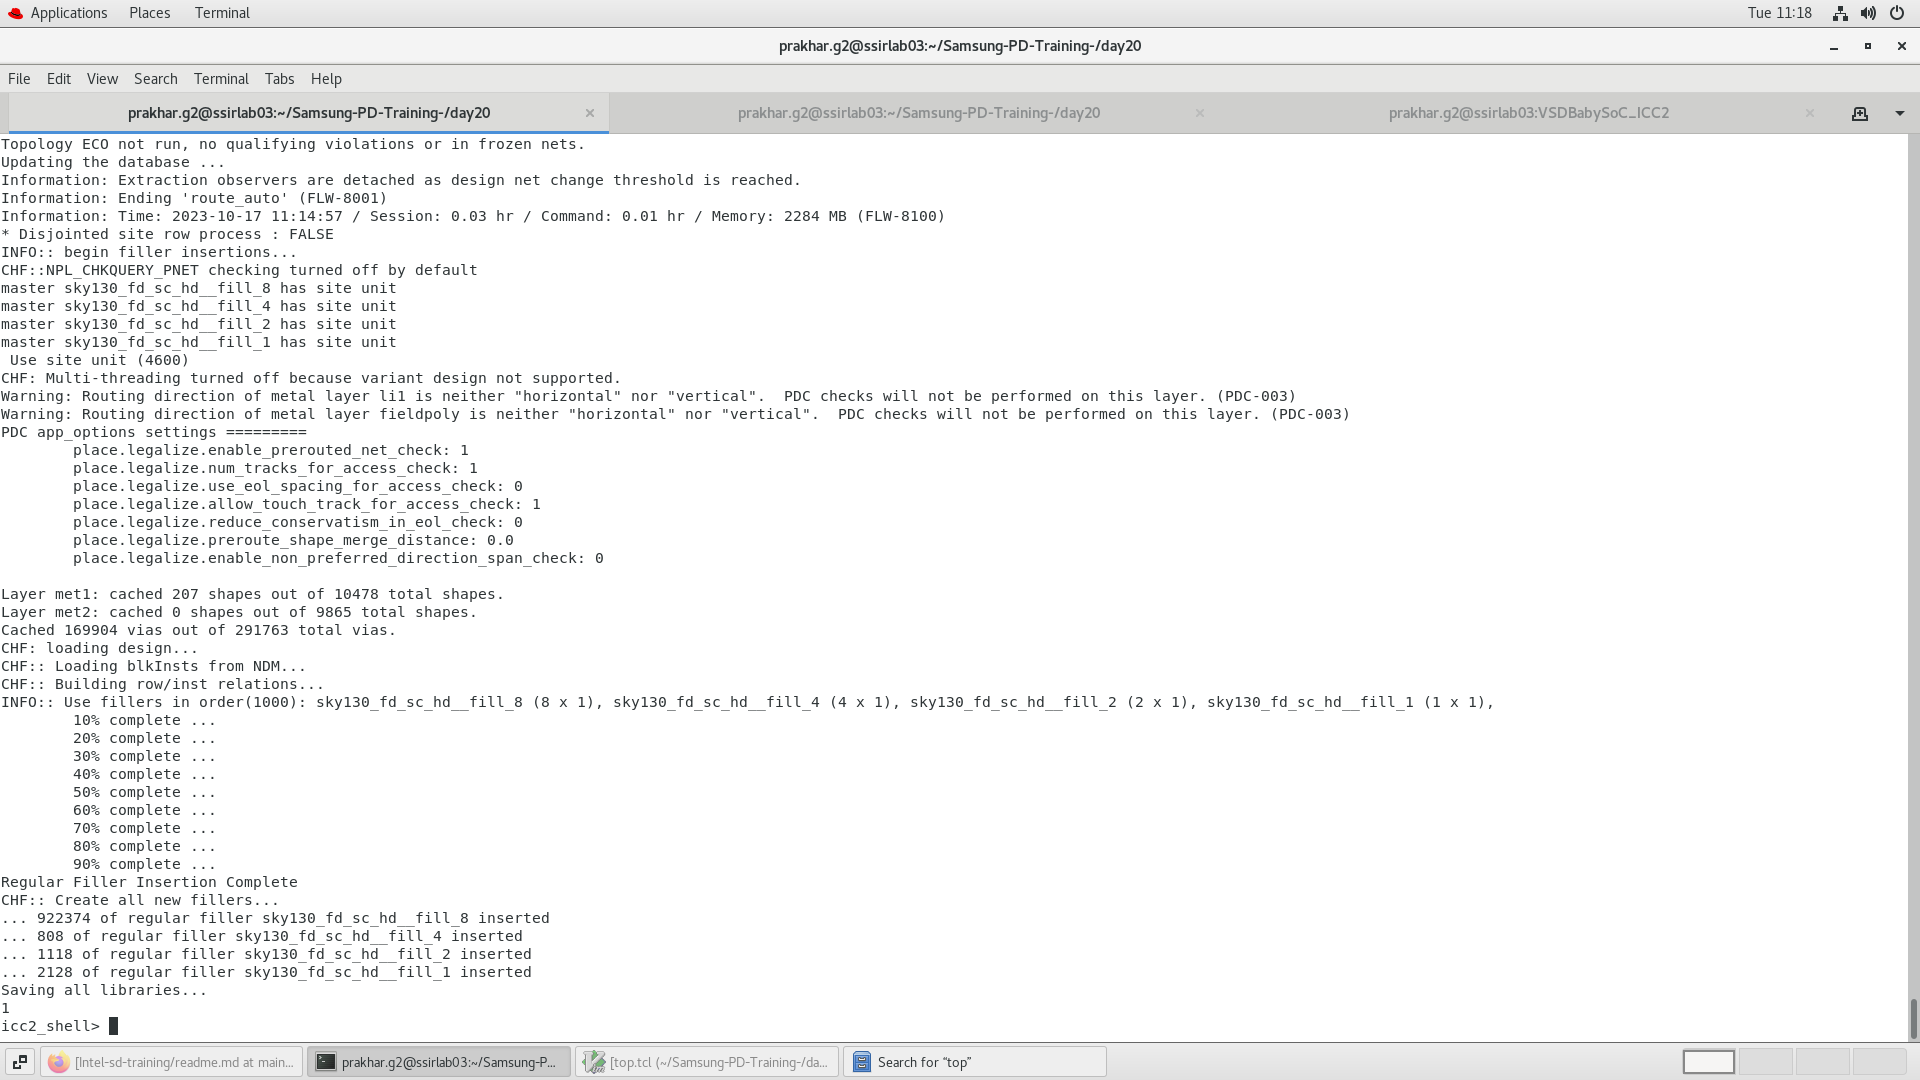 Applications Places Terminal Tue 11:18
prakhar.g2@ssirlab03:~/Samsung-PD-Training-/day20
File Edit View Search Terminal Tabs Help
prakhar.g2@ssirlab03:~/Samsung-PD-Training-/day20 × prakhar.g2@ssirlab03:~/Samsung-PD-Training-/day20 × prakhar.g2@ssirlab03:VSDBabySoC_ICC2 ×
Topology ECO not run, no qualifying violations or in frozen nets.
Updating the database ...
Information: Extraction observers are detached as design net change threshold is reached.
Information: Ending 'route_auto' (FLW-8001)
Information: Time: 2023-10-17 11:14:57 / Session: 0.03 hr / Command: 0.01 hr / Memory: 2284 MB (FLW-8100)
* Disjointed site row process : FALSE
INFO:: begin filler insertions...
CHF::NPL_CHKQUERY_PNET checking turned off by default
master sky130_fd_sc_hd__fill_8 has site unit
master sky130_fd_sc_hd__fill_4 has site unit
master sky130_fd_sc_hd__fill_2 has site unit
master sky130_fd_sc_hd__fill_1 has site unit
 Use site unit (4600)
CHF: Multi-threading turned off because variant design not supported.
Warning: Routing direction of metal layer li1 is neither "horizontal" nor "vertical".  PDC checks will not be performed on this layer. (PDC-003)
Warning: Routing direction of metal layer fieldpoly is neither "horizontal" nor "vertical".  PDC checks will not be performed on this layer. (PDC-003)
PDC app_options settings =========
        place.legalize.enable_prerouted_net_check: 1
        place.legalize.num_tracks_for_access_check: 1
        place.legalize.use_eol_spacing_for_access_check: 0
        place.legalize.allow_touch_track_for_access_check: 1
        place.legalize.reduce_conservatism_in_eol_check: 0
        place.legalize.preroute_shape_merge_distance: 0.0
        place.legalize.enable_non_preferred_direction_span_check: 0
Layer met1: cached 207 shapes out of 10478 total shapes.
Layer met2: cached 0 shapes out of 9865 total shapes.
Cached 169904 vias out of 291763 total vias.
CHF: loading design...
CHF:: Loading blkInsts from NDM...
CHF:: Building row/inst relations...
INFO:: Use fillers in order(1000): sky130_fd_sc_hd__fill_8 (8 x 1), sky130_fd_sc_hd__fill_4 (4 x 1), sky130_fd_sc_hd__fill_2 (2 x 1), sky130_fd_sc_hd__fill_1 (1 x 1),
        10% complete ...
        20% complete ...
        30% complete ...
        40% complete ...
        50% complete ...
        60% complete ...
        70% complete ...
        80% complete ...
        90% complete ...
Regular Filler Insertion Complete
CHF:: Create all new fillers...
... 922374 of regular filler sky130_fd_sc_hd__fill_8 inserted
... 808 of regular filler sky130_fd_sc_hd__fill_4 inserted
... 1118 of regular filler sky130_fd_sc_hd__fill_2 inserted
... 2128 of regular filler sky130_fd_sc_hd__fill_1 inserted
Saving all libraries...
1
icc2_shell>
[Intel-sd-training/readme.md at main... prakhar.g2@ssirlab03:~/Samsung-P... [top.tcl (~/Samsung-PD-Training-/da... Search for “top”